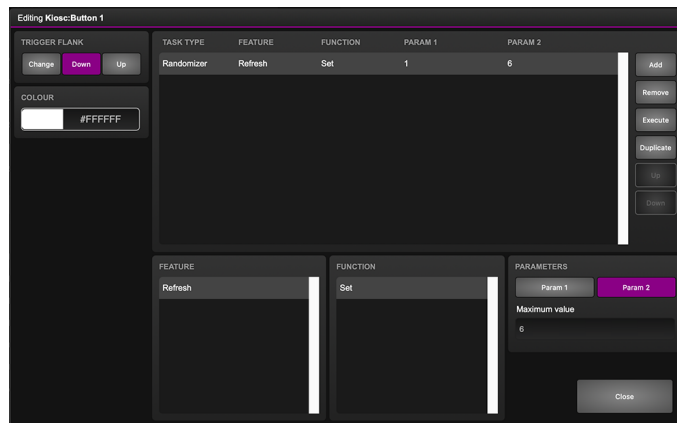 Editing Kiosc:Button 1
TRIGGER FLANK
Change Down Up
COLOUR
#FFFFFF
TASK TYPE FEATURE FUNCTION PARAM 1 PARAM 2
Randomizer Refresh Set 1 6
Add
Remove
Execute
Duplicate
Up
Down
FEATURE
Refresh
FUNCTION
Set
PARAMETERS
Param 1 Param 2
Maximum value
6
Close